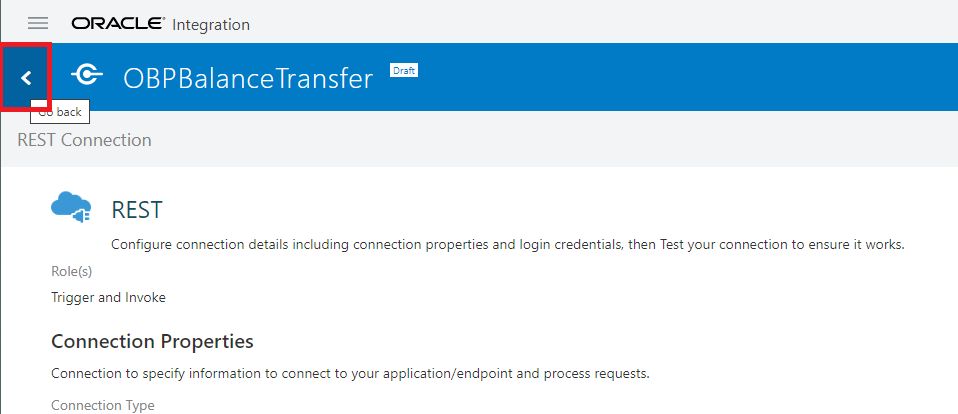 ORACLE Integration
OBPBalanceTransfer Draft
Go back
REST Connection
REST
Configure connection details including connection properties and login credentials, then Test your connection to ensure it works.
Role(s)
Trigger and Invoke
Connection Properties
Connection to specify information to connect to your application/endpoint and process requests.
Connection Type